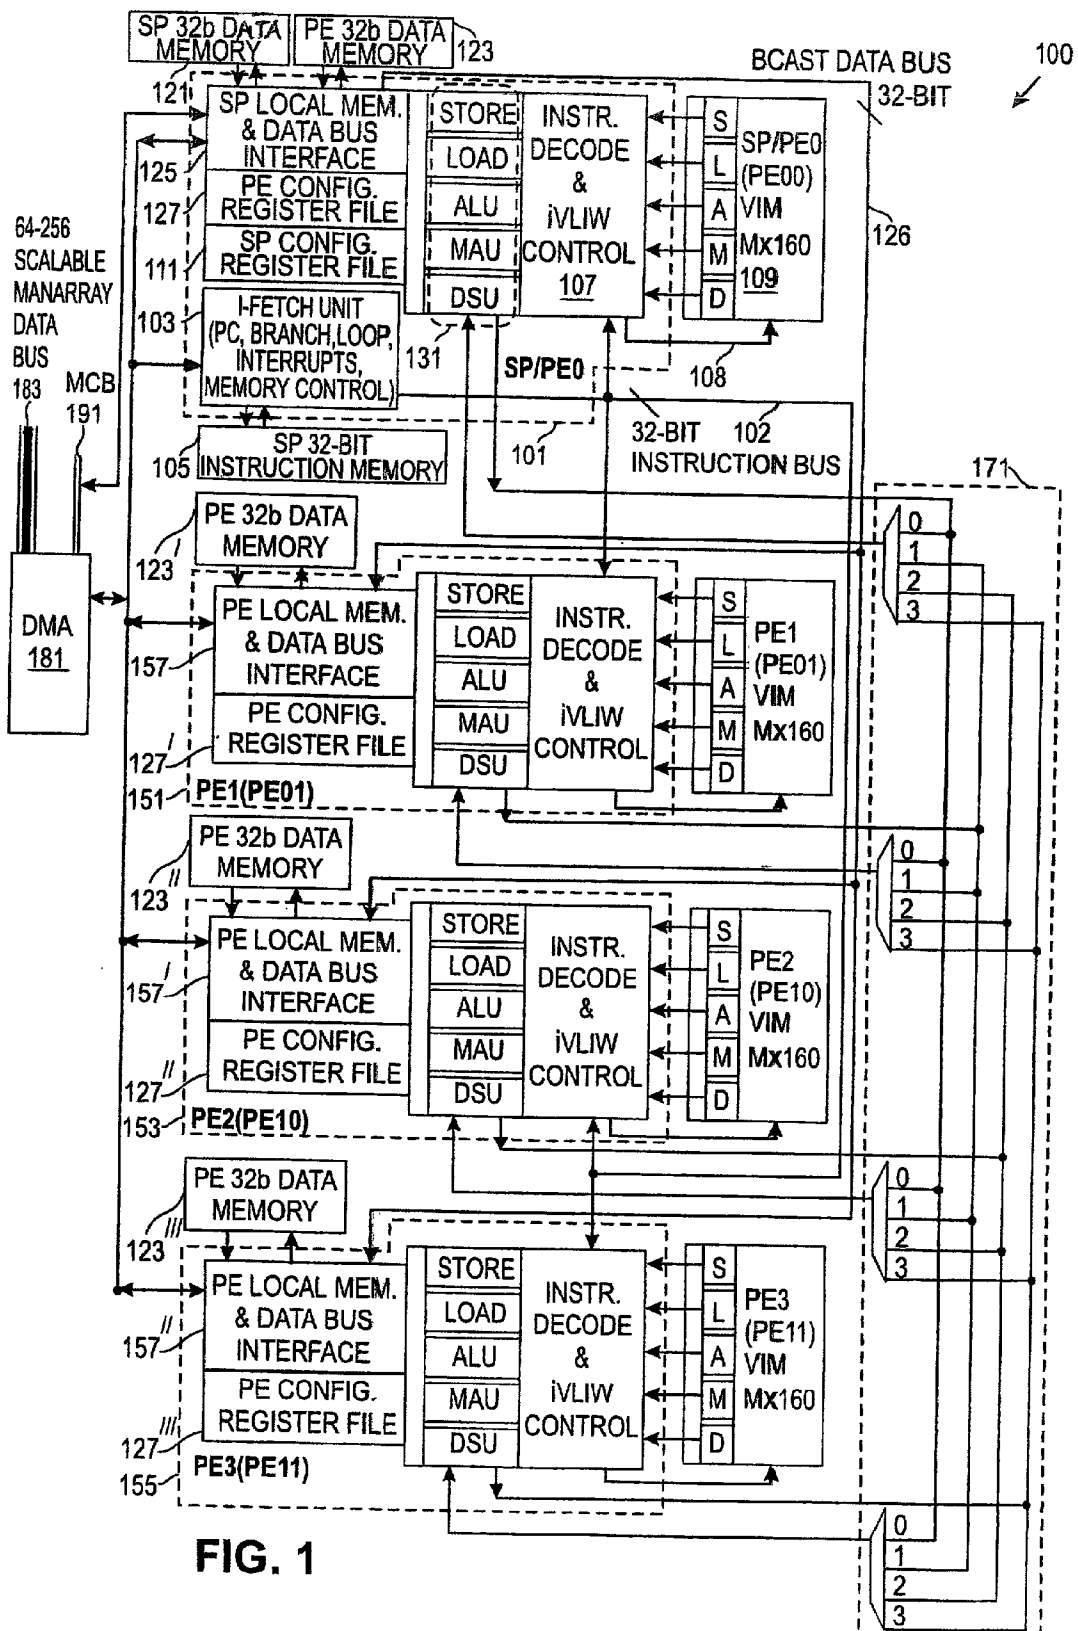 SP 32b DATA
MEMORY
PE 32b DATA
MEMORY
123
BCAST DATA BUS
32-BIT
100
121
SP LOCAL MEM.
& DATA BUS
INTERFACE
125
PE CONFIG.
REGISTER FILE
127
SP CONFIG.
REGISTER FILE
111
STORE
LOAD
ALU
MAU
DSU
INSTR.
DECODE
&
iVLIW
CONTROL
107
S
L
A
M
D
SP/PE0
(PE00)
VIM
Mx160
109
126
64-256
SCALABLE
MANARRAY
DATA
BUS
183
MCB
191
103
I-FETCH UNIT
(PC, BRANCH,LOOP,
INTERRUPTS,
MEMORY CONTROL)
131
SP/PE0
108
101
32-BIT
INSTRUCTION BUS
102
105
SP 32-BIT
INSTRUCTION MEMORY
171
0
1
2
3
DMA
181
PE 32b DATA
MEMORY
123'
PE LOCAL MEM.
& DATA BUS
INTERFACE
157
PE CONFIG.
REGISTER FILE
127'
151
PE1(PE01)
STORE
LOAD
ALU
MAU
DSU
INSTR.
DECODE
&
iVLIW
CONTROL
S
L
A
M
D
PE1
(PE01)
VIM
Mx160
0
1
2
3
PE 32b DATA
MEMORY
123''
PE LOCAL MEM.
& DATA BUS
INTERFACE
157'
PE CONFIG.
REGISTER FILE
127''
153
PE2(PE10)
STORE
LOAD
ALU
MAU
DSU
INSTR.
DECODE
&
iVLIW
CONTROL
S
L
A
M
D
PE2
(PE10)
VIM
Mx160
0
1
2
3
PE 32b DATA
MEMORY
123'''
PE LOCAL MEM.
& DATA BUS
INTERFACE
157''
PE CONFIG.
REGISTER FILE
127'''
155
PE3(PE11)
STORE
LOAD
ALU
MAU
DSU
INSTR.
DECODE
&
iVLIW
CONTROL
S
L
A
M
D
PE3
(PE11)
VIM
Mx160
0
1
2
3
FIG. 1